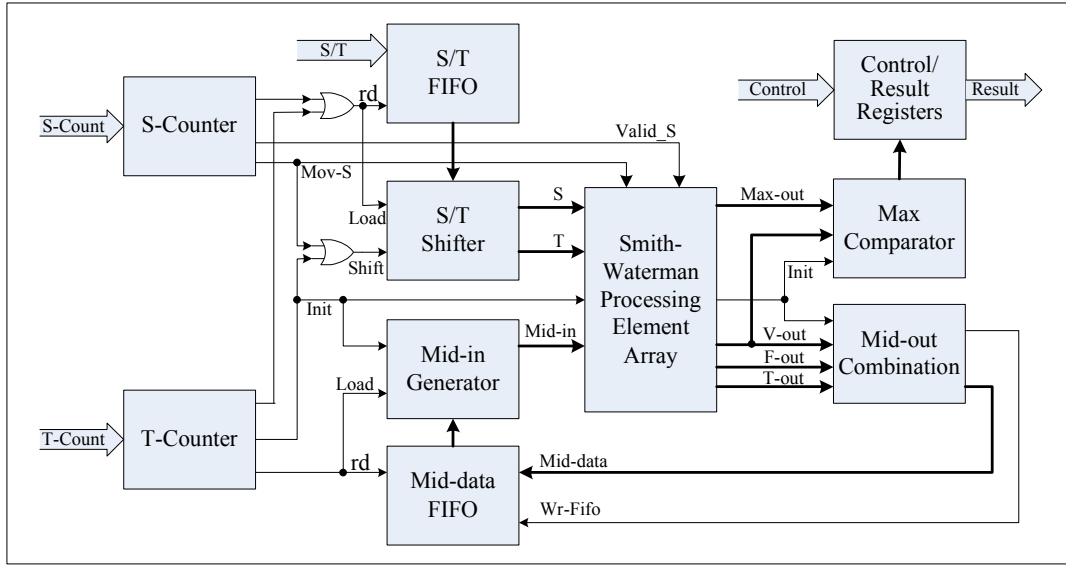 S/T
S/T
FIFO
rd
Control
Control/
Result
Registers
Result
S-Count
S-Counter
Valid_S
Mov-S
Load
S/T
Shifter
S
T
Shift
Smith-
Waterman
Processing
Element
Array
Max-out
Max
Comparator
Init
Init
Mid-in
Generator
Mid-in
Load
V-out
F-out
T-out
Mid-out
Combination
T-Count
T-Counter
rd
Mid-data
FIFO
Mid-data
Wr-Fifo